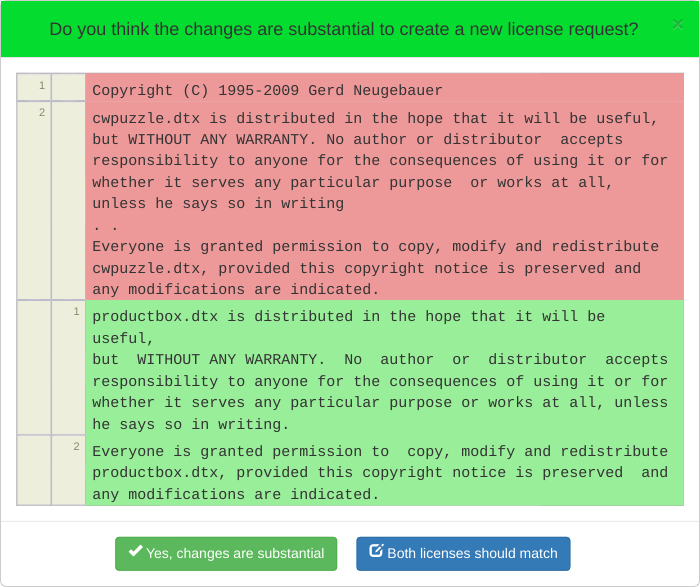 Do you think the changes are substantial to create a new license request?
×
1 Copyright (C) 1995-2009 Gerd Neugebauer
2 cwpuzzle.dtx is distributed in the hope that it will be useful,
but WITHOUT ANY WARRANTY. No author or distributor  accepts
responsibility to anyone for the consequences of using it or for
whether it serves any particular purpose  or works at all,
unless he says so in writing
. .
Everyone is granted permission to copy, modify and redistribute
cwpuzzle.dtx, provided this copyright notice is preserved and
any modifications are indicated.
1 productbox.dtx is distributed in the hope that it will be
useful,
but  WITHOUT ANY WARRANTY.  No  author  or  distributor  accepts
responsibility to anyone for the consequences of using it or for
whether it serves any particular purpose or works at all, unless
he says so in writing.
2 Everyone is granted permission to  copy, modify and redistribute
productbox.dtx, provided this copyright notice is preserved  and
any modifications are indicated.
Yes, changes are substantial
Both licenses should match